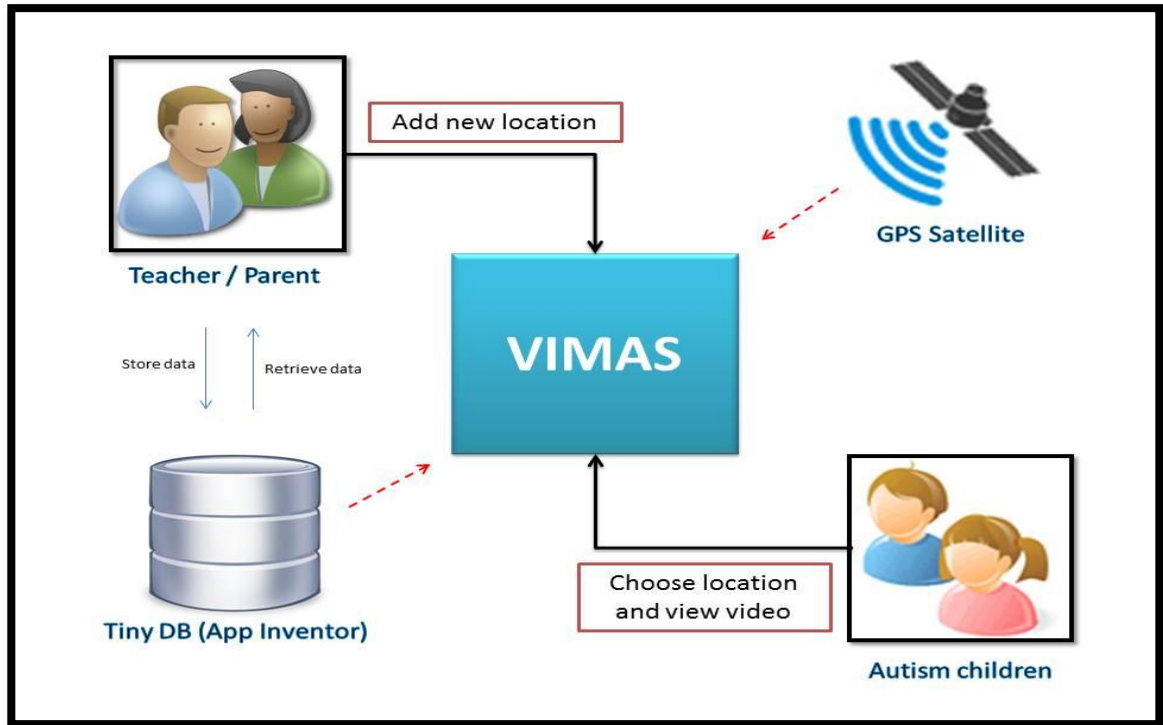 Add new location
Teacher / Parent
GPS Satellite
VIMAS
Store data
Retrieve data
Tiny DB (App Inventor)
Choose location
and view video
Autism children